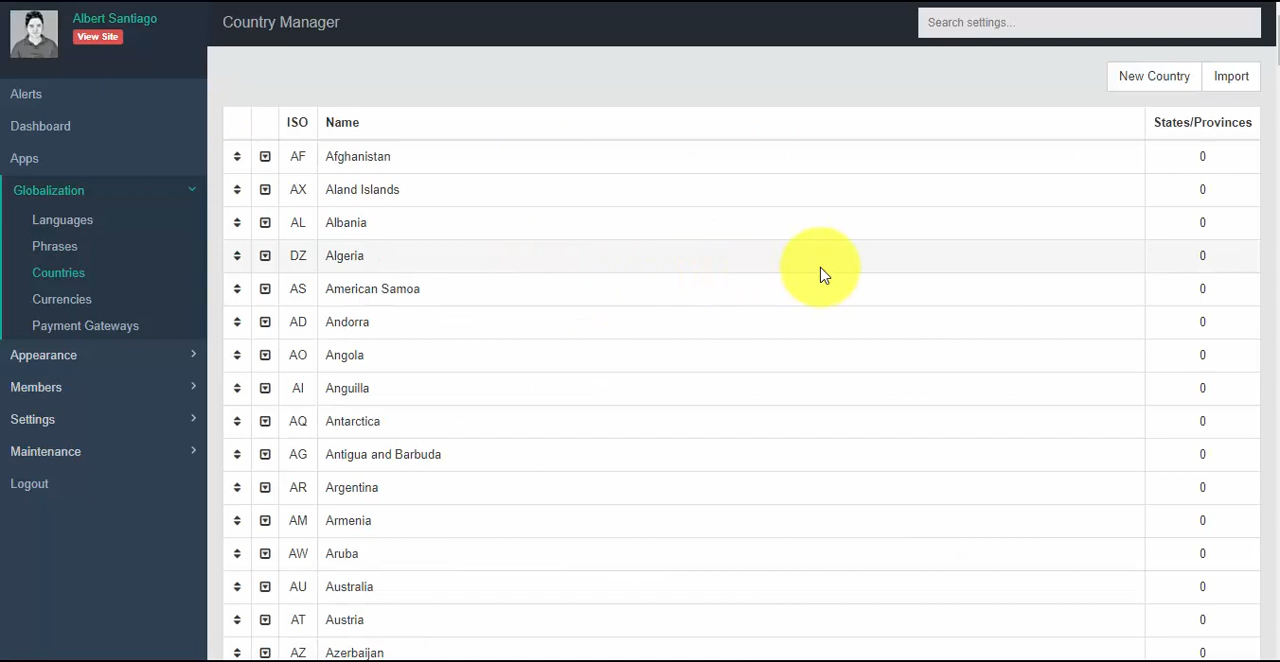 Albert Santiago
View Site
Country Manager
Search settings...
Alerts
Dashboard
Apps
Globalization
Languages
Phrases
Countries
Currencies
Payment Gateways
Appearance
Members
Settings
Maintenance
Logout
New Country Import
ISO Name States/Provinces
AF Afghanistan 0
AX Aland Islands 0
AL Albania 0
DZ Algeria 0
AS American Samoa 0
AD Andorra 0
AO Angola 0
AI Anguilla 0
AQ Antarctica 0
AG Antigua and Barbuda 0
AR Argentina 0
AM Armenia 0
AW Aruba 0
AU Australia 0
AT Austria 0
AZ Azerbaijan 0